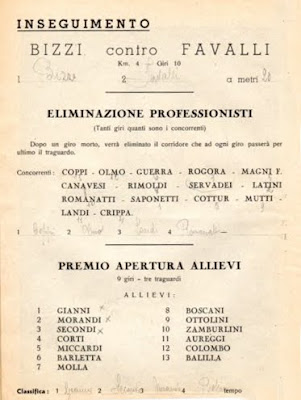 INSEGUIMENTO
BIZZI contro FAVALLI
Km. 4 Giri 10
1 Bizzi 2 Favalli a metri 20
ELIMINAZIONE PROFESSIONISTI
(Tanti giri quanti sono i concorrenti)
Dopo un giro morto, verrà eliminato il corridore che ad ogni giro passerà per
ultimo il traguardo.
Concorrenti: COPPI - OLMO - GUERRA - ROGORA - MAGNI F.
CANAVESI - RIMOLDI - SERVADEI - LATINI
ROMANATTI - SAPONETTI - COTTUR - MUTTI -
LANDI - CRIPPA.
1 Coppi 2 Olmo 3 Landi 4
PREMIO APERTURA ALLIEVI
9 giri - tre traguardi
ALLIEVI:
1 GIANNI x 8 BOSCANI
2 MORANDI x 9 OTTOLINI
3 SECONDI x 10 ZAMBURLINI
4 CORTI 11 AUREGGI
5 MICCARDI 12 COLOMBO
6 BARLETTA 13 BALILLA
7 MOLLA
Classifica: 1 2 3 4 tempo